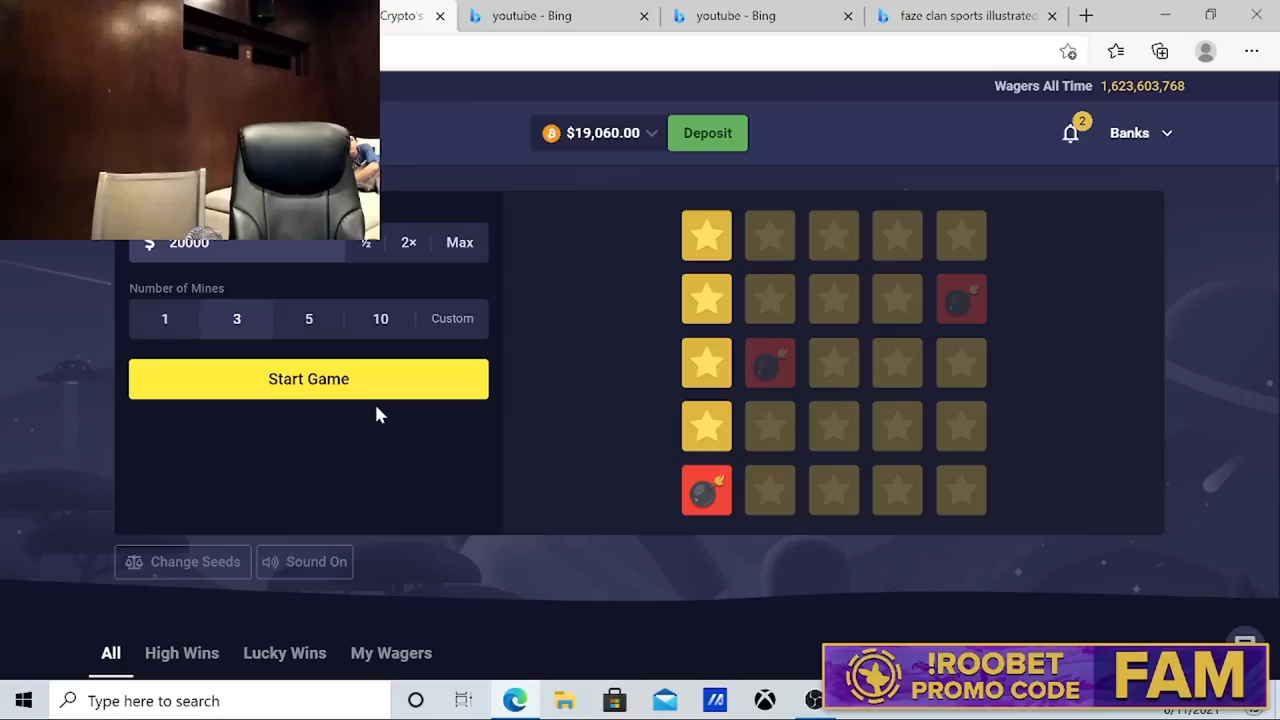 Crypto's
youtube - Bing
youtube - Bing
faze clan sports illustrated
Wagers All Time 1,623,603,768
$19,060.00
Deposit
2
Banks
$ 20000
½
2×
Max
Number of Mines
1
3
5
10
Custom
Start Game
Change Seeds
Sound On
All
High Wins
Lucky Wins
My Wagers
!ROOBET
PROMO CODE
FAM
Type here to search